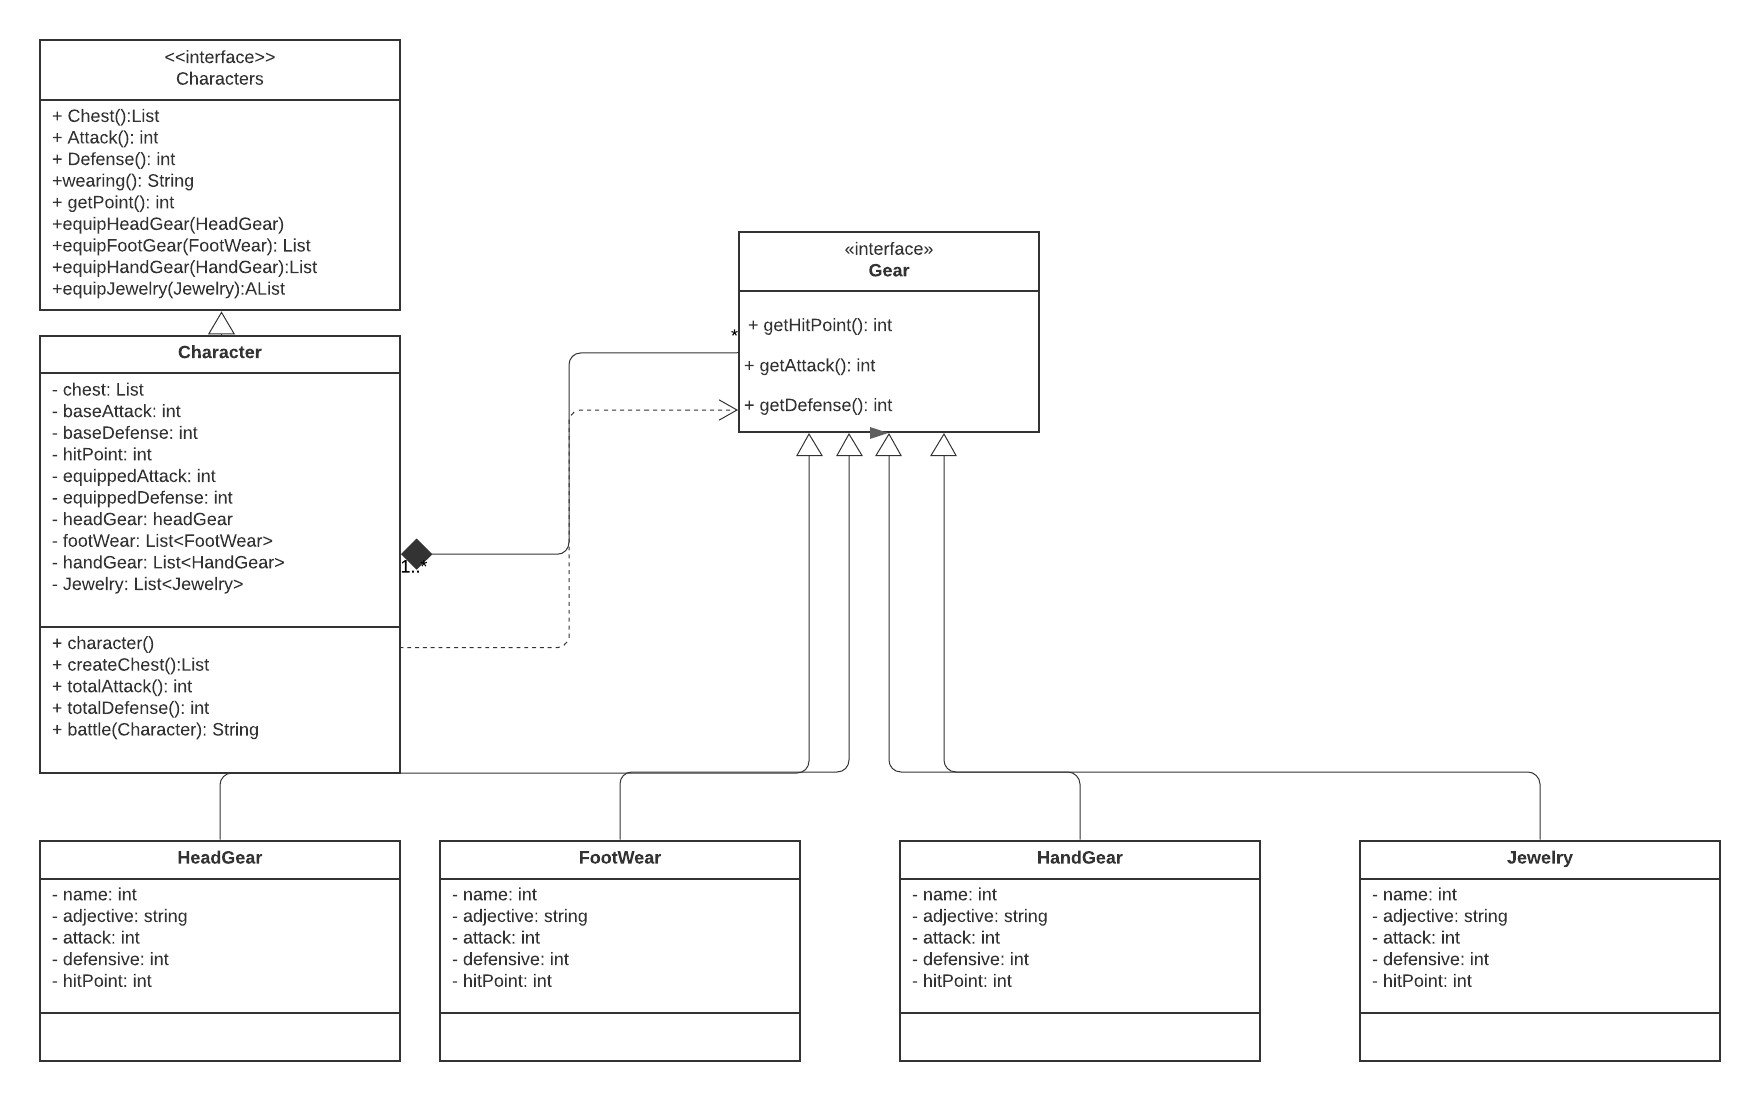 <<interface>>
Characters
+ Chest():List
+ Attack(): int
+ Defense(): int
+wearing(): String
+ getPoint(): int
+equipHeadGear(HeadGear)
+equipFootGear(FootWear): List
+equipHandGear(HandGear):List
+equipJewelry(Jewelry):AList
Character
- chest: List
- baseAttack: int
- baseDefense: int
- hitPoint: int
- equippedAttack: int
- equippedDefense: int
- headGear: headGear
- footWear: List<FootWear>
- handGear: List<HandGear>
- Jewelry: List<Jewelry>
+ character()
+ createChest():List
+ totalAttack(): int
+ totalDefense(): int
+ battle(Character): String
1..*
*
«interface»
Gear
+ getHitPoint(): int
+ getAttack(): int
+ getDefense(): int
HeadGear
- name: int
- adjective: string
- attack: int
- defensive: int
- hitPoint: int
FootWear
- name: int
- adjective: string
- attack: int
- defensive: int
- hitPoint: int
HandGear
- name: int
- adjective: string
- attack: int
- defensive: int
- hitPoint: int
Jewelry
- name: int
- adjective: string
- attack: int
- defensive: int
- hitPoint: int